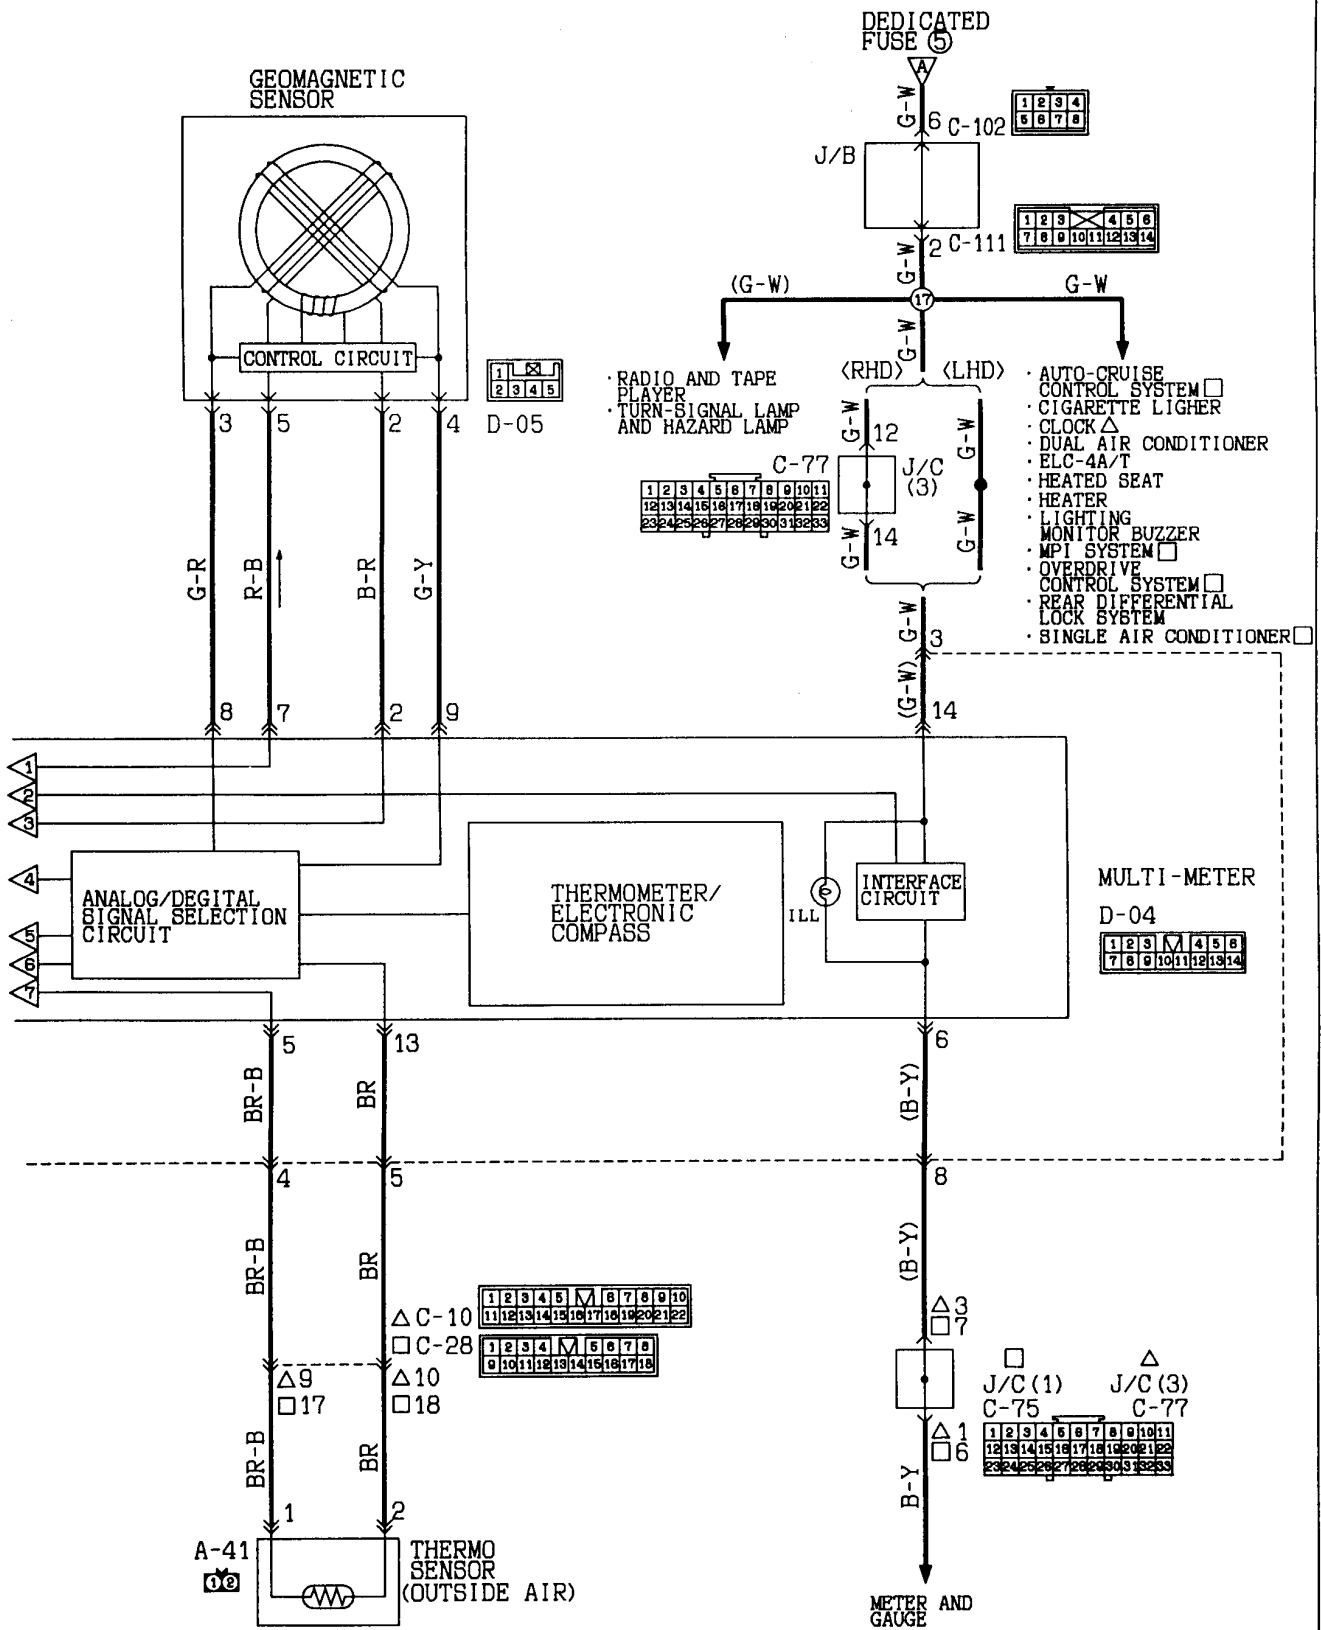 DEDICATED
FUSE ⑤
A
G-W
6 C-102
1 2 3 4
5 6 7 8
J/B
1 2 3 4 5 6
7 8 9 10 11 12 13 14
2 C-111
G-W
(G-W)
17
G-W
G-W
GEOMAGNETIC
SENSOR
CONTROL CIRCUIT
1
2 3 4 5
D-05
3 5 2 4
G-R
R-B
B-R
G-Y
8 7 2 9
· RADIO AND TAPE
PLAYER
· TURN-SIGNAL LAMP
AND HAZARD LAMP
〈RHD〉 〈LHD〉
G-W
12
G-W
C-77
J/C
(3)
1 2 3 4 5 6 7 8 9 10 11
12 13 14 15 16 17 18 19 20 21 22
23 24 25 26 27 28 29 30 31 32 33
14
G-W
G-W
· AUTO-CRUISE
CONTROL SYSTEM □
· CIGARETTE LIGHER
· CLOCK △
· DUAL AIR CONDITIONER
· ELC-4A/T
· HEATED SEAT
· HEATER
· LIGHTING
MONITOR BUZZER
· MPI SYSTEM □
· OVERDRIVE
CONTROL SYSTEM □
· REAR DIFFERENTIAL
LOCK SYSTEM
· SINGLE AIR CONDITIONER □
G-W
3
(G-W)
14
1
2
3
4
5
6
7
ANALOG/DEGITAL
SIGNAL SELECTION
CIRCUIT
THERMOMETER/
ELECTRONIC
COMPASS
ILL
INTERFACE
CIRCUIT
MULTI-METER
D-04
1 2 3 4 5 6
7 8 9 10 11 12 13 14
5 13 6
BR-B
BR
(B-Y)
4 5 8
BR-B
BR
(B-Y)
△ C-10
1 2 3 4 5 6 7 8 9 10
11 12 13 14 15 16 17 18 19 20 21 22
□ C-28
1 2 3 4 5 6 7 8
9 10 11 12 13 14 15 16 17 18
△9 △10
□17 □18
△3
□7
□ △
J/C(1) J/C(3)
C-75 C-77
1 2 3 4 5 6 7 8 9 10 11
12 13 14 15 16 17 18 19 20 21 22
23 24 25 26 27 28 29 30 31 32 33
△1
□6
BR-B
BR
B-Y
1 2
A-41
1 2
THERMO
SENSOR
(OUTSIDE AIR)
METER AND
GAUGE